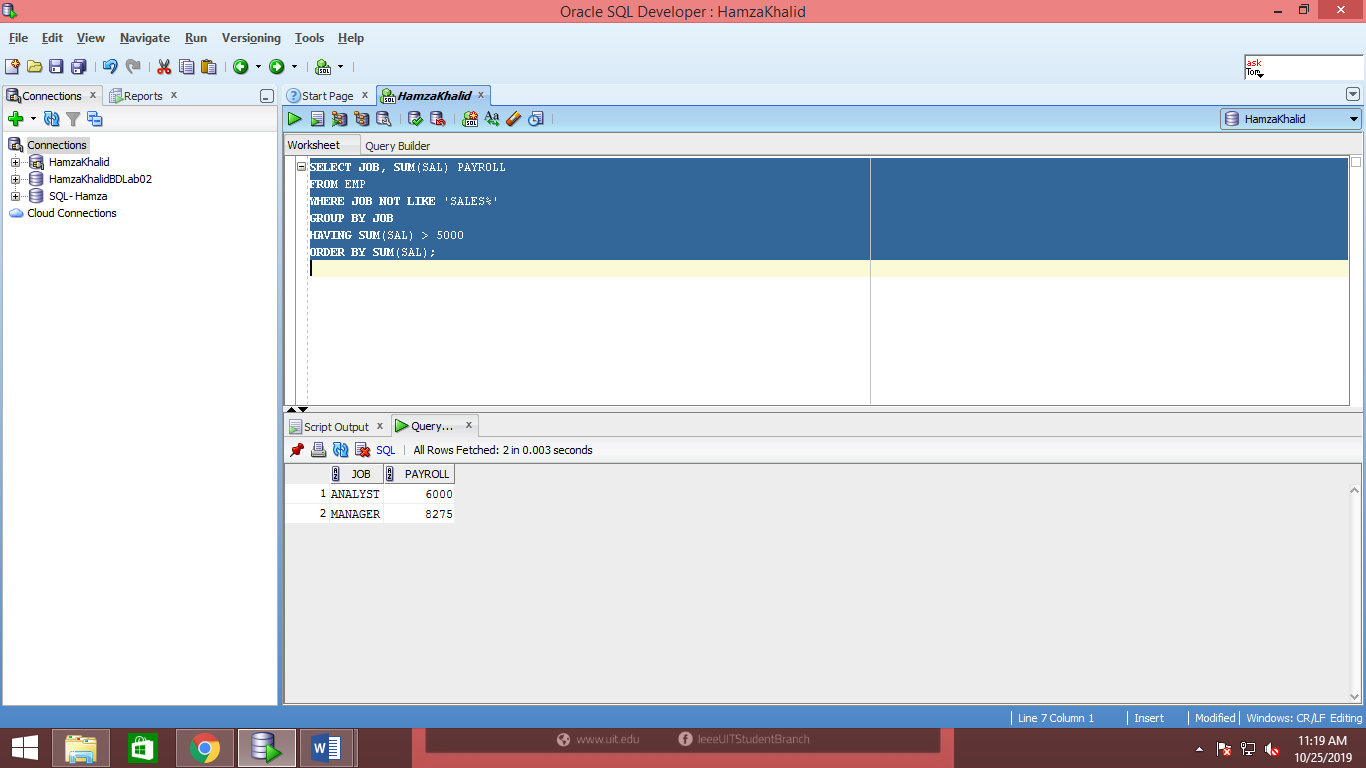 Oracle SQL Developer : HamzaKhalid
File Edit View Navigate Run Versioning Tools Help
ask
Tom
Connections x Reports x
Start Page x HamzaKhalid x
HamzaKhalid
Connections
HamzaKhalid
HamzaKhalidBDLab02
SQL- Hamza
Cloud Connections
Worksheet Query Builder
SELECT JOB, SUM(SAL) PAYROLL
FROM EMP
WHERE JOB NOT LIKE 'SALES%'
GROUP BY JOB
HAVING SUM(SAL) > 5000
ORDER BY SUM(SAL);
Script Output x Query... x
SQL | All Rows Fetched: 2 in 0.003 seconds
JOB PAYROLL
1 ANALYST 6000
2 MANAGER 8275
Line 7 Column 1 | Insert | Modified | Windows: CR/LF Editing
www.uit.edu IeeeUITStudentBranch
11:19 AM
10/25/2019